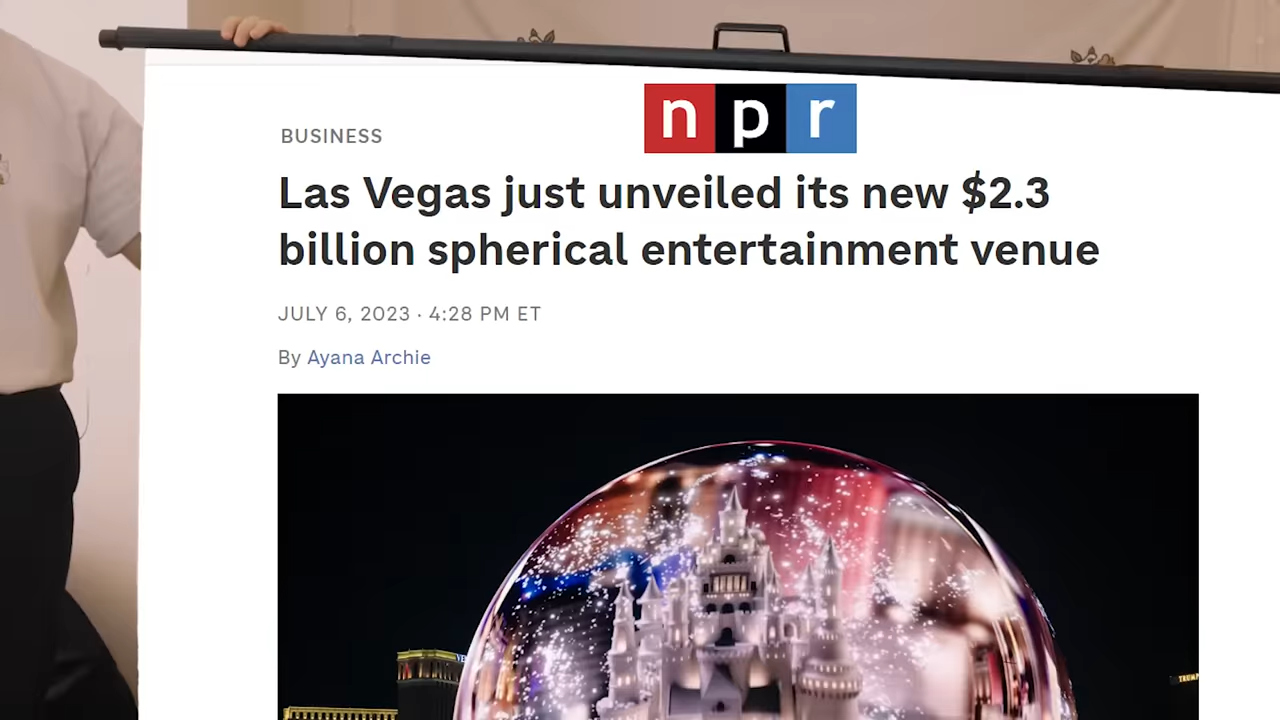 npr
BUSINESS
Las Vegas just unveiled its new $2.3
billion spherical entertainment venue
JULY 6, 2023 · 4:28 PM ET
By Ayana Archie
TRUMP